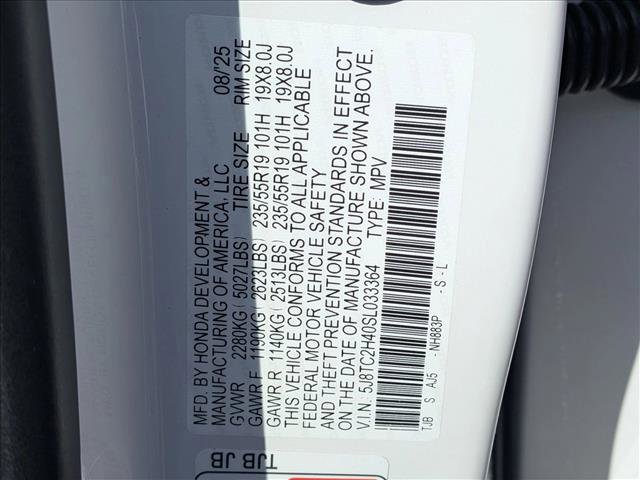 MFD. BY HONDA DEVELOPMENT & 08/'25
MANUFACTURING OF AMERICA, LLC
GVWR 2280KG ( 5027LBS) TIRE SIZE RIM SIZE
GAWR F 1190KG ( 2623LBS) 235/55R19 101H 19X8.0J
GAWR R 1140KG ( 2513LBS) 235/55R19 101H 19X8.0J
THIS VEHICLE CONFORMS TO ALL APPLICABLE
FEDERAL MOTOR VEHICLE SAFETY
AND THEFT PREVENTION STANDARDS IN EFFECT
ON THE DATE OF MANUFACTURE SHOWN ABOVE.
V.I.N: 5J8TC2H40SL033364 TYPE: MPV
TJB S AJ5 -NH883P - S - L
TJB JB